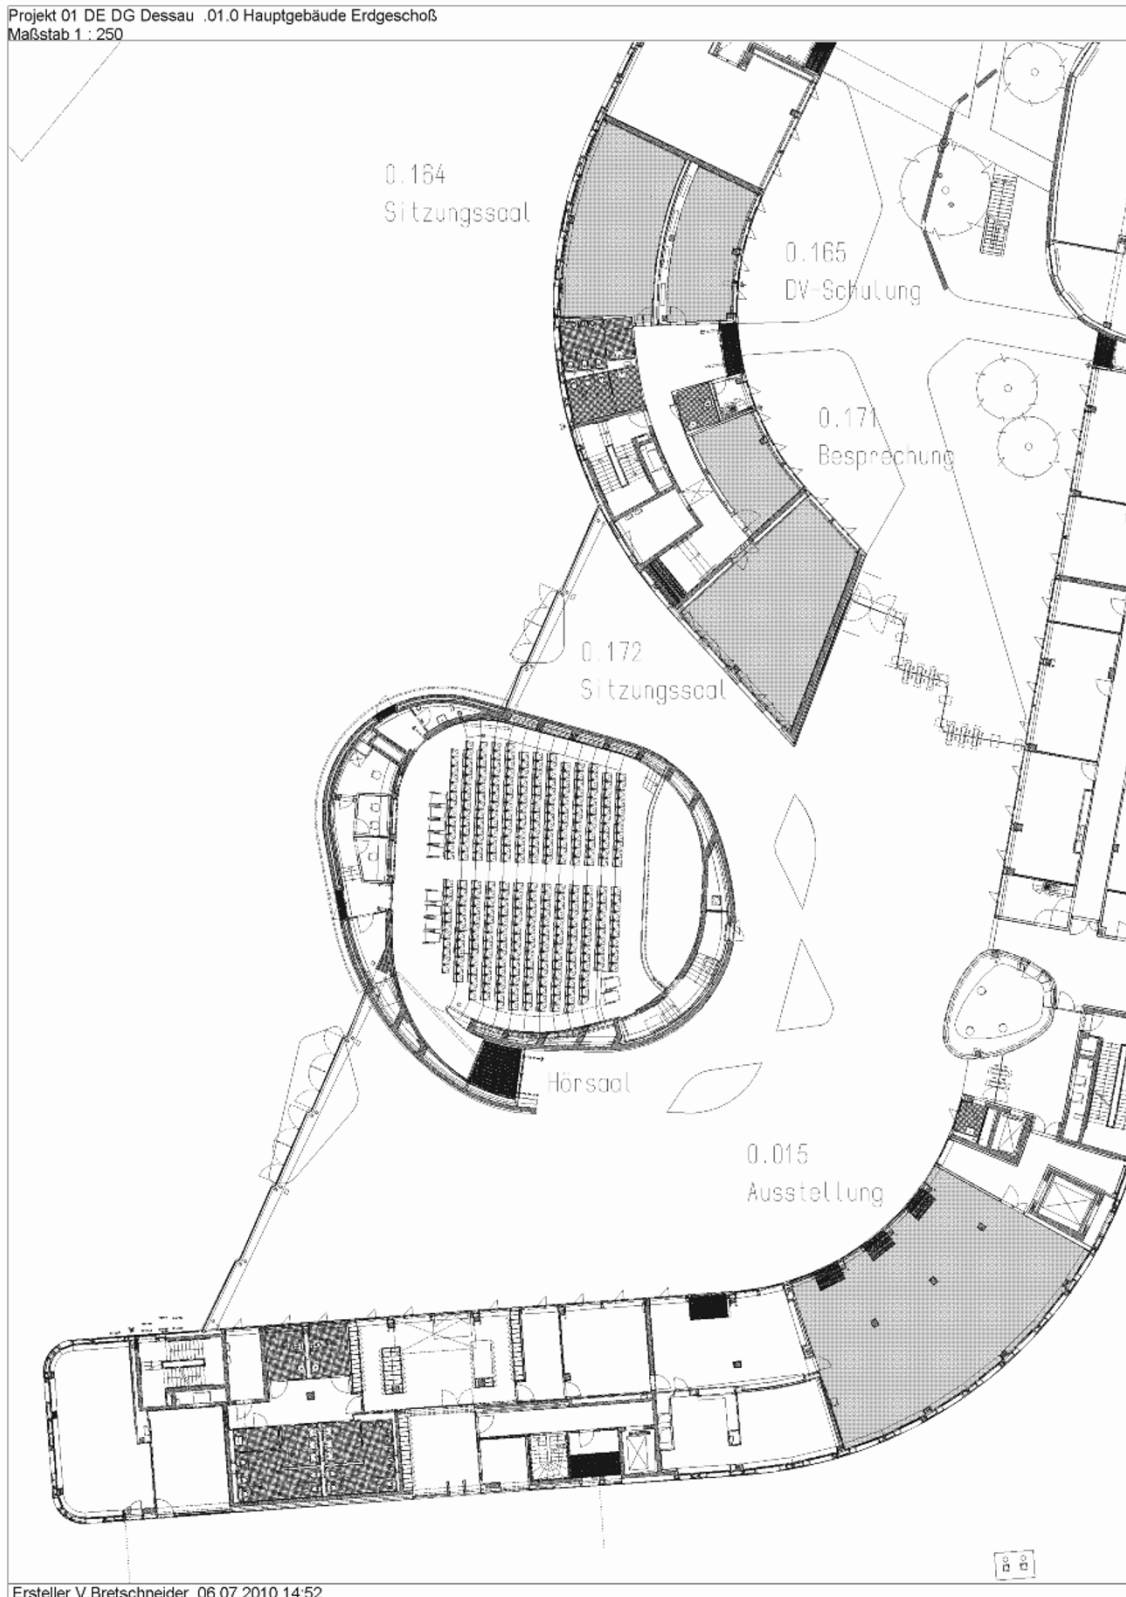 Projekt 01 DE DG Dessau .01.0 Hauptgebäude Erdgeschoß
Maßstab 1 : 250
0.164
Sitzungssaal
0.165
DV-Schulung
0.171
Besprechung
0.172
Sitzungssaal
Hörsaal
0.015
Ausstellung
Ersteller V.Bretschneider 06.07.2010 14:52